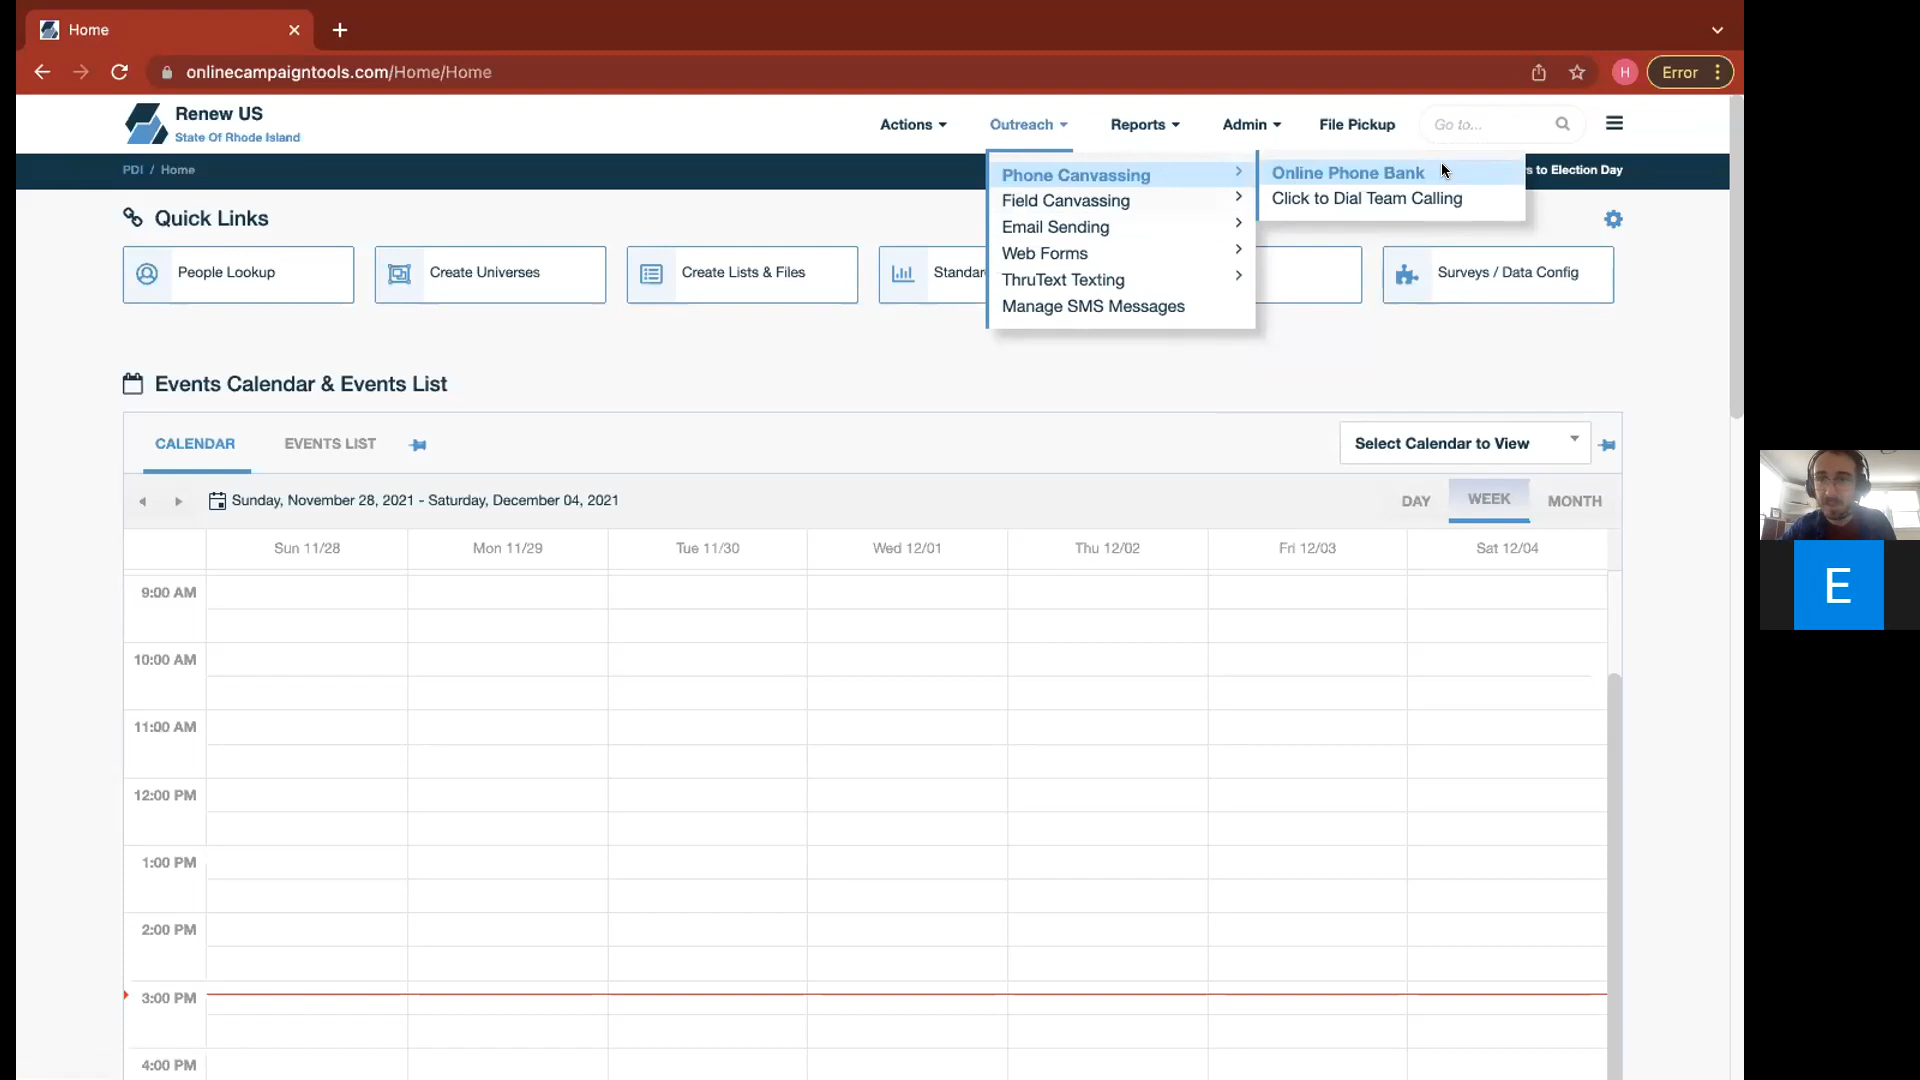 Home
onlinecampaigntools.com/Home/Home
H
Error
Renew US
State Of Rhode Island
Actions
Outreach
Reports
Admin
File Pickup
Go to...
PDI / Home
s to Election Day
Phone Canvassing
Field Canvassing
Email Sending
Web Forms
ThruText Texting
Manage SMS Messages
Online Phone Bank
Click to Dial Team Calling
Quick Links
People Lookup
Create Universes
Create Lists & Files
Standar
Surveys / Data Config
Events Calendar & Events List
CALENDAR
EVENTS LIST
Select Calendar to View
Sunday, November 28, 2021 - Saturday, December 04, 2021
DAY
WEEK
MONTH
Sun 11/28
Mon 11/29
Tue 11/30
Wed 12/01
Thu 12/02
Fri 12/03
Sat 12/04
9:00 AM
10:00 AM
11:00 AM
12:00 PM
1:00 PM
2:00 PM
3:00 PM
4:00 PM
E